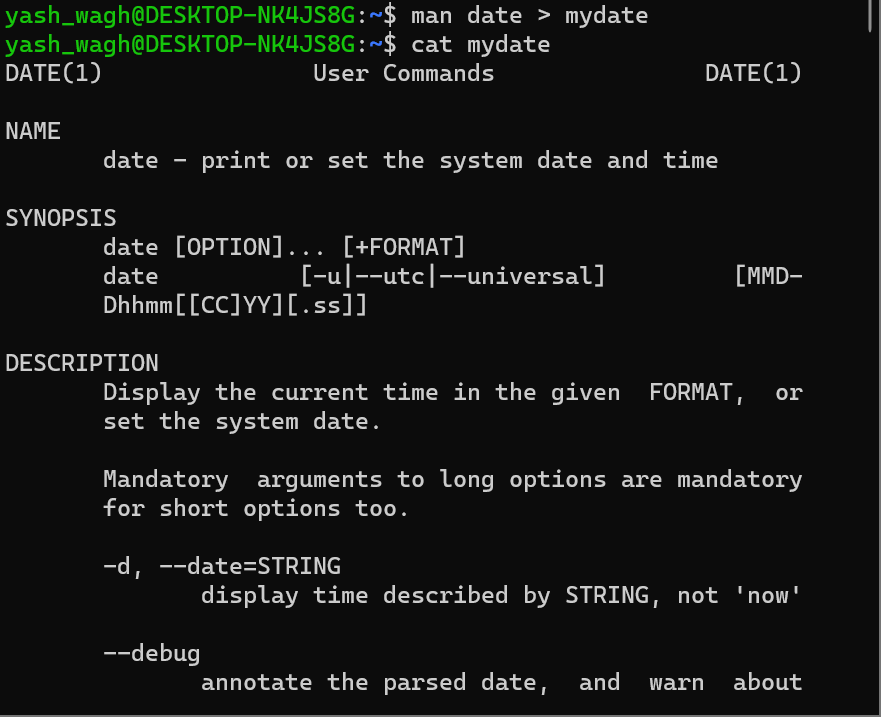 yash_wagh@DESKTOP-NK4JS8G:~$ man date > mydate
yash_wagh@DESKTOP-NK4JS8G:~$ cat mydate
DATE(1)               User Commands               DATE(1)
NAME
       date - print or set the system date and time
SYNOPSIS
       date [OPTION]... [+FORMAT]
       date          [-u|--utc|--universal]         [MMD-
       Dhhmm[[CC]YY][.ss]]
DESCRIPTION
       Display the current time in the given  FORMAT,  or
       set the system date.
       Mandatory  arguments to long options are mandatory
       for short options too.
       -d, --date=STRING
              display time described by STRING, not 'now'
       --debug
              annotate the parsed date,  and  warn  about